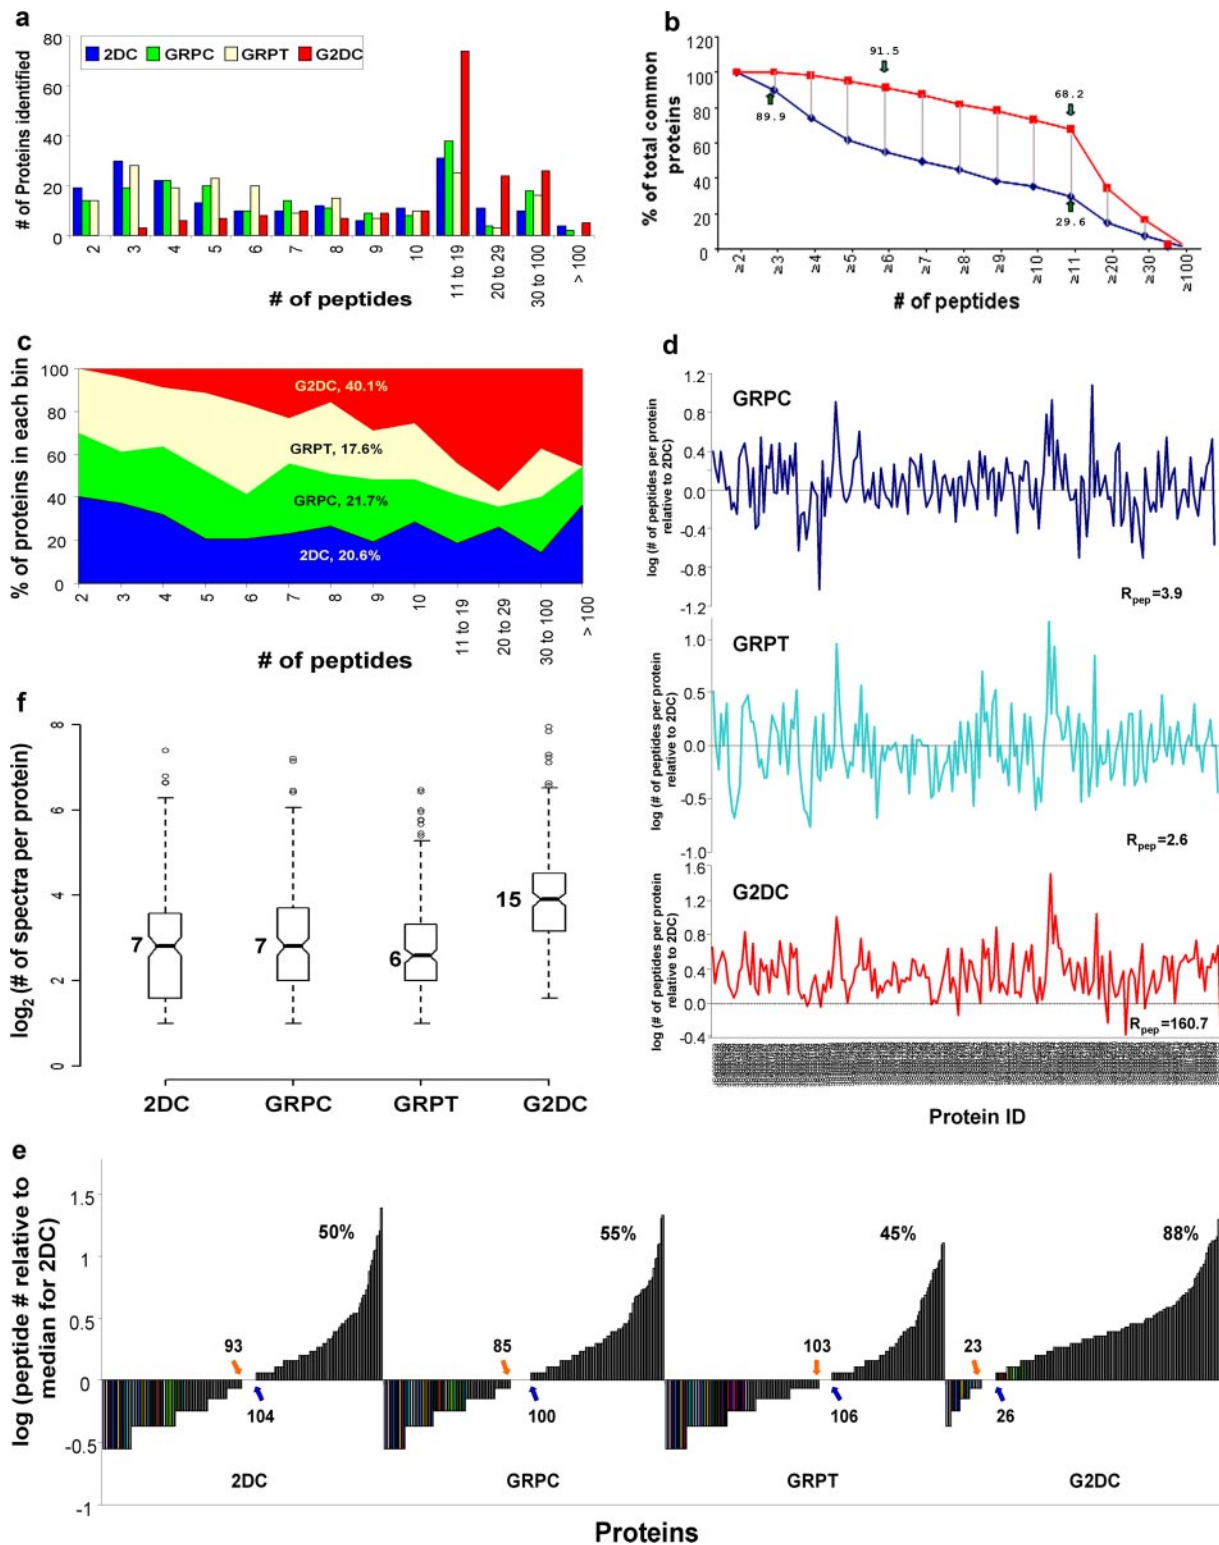 a
# of Proteins identified
80
60
40
20
0
2DC GRPC GRPT G2DC
2 3 4 5 6 7 8 9 10 11 to 19 20 to 29 30 to 100 > 100
# of peptides
b
% of total common
proteins
120
100
80
60
40
20
0
91.5
89.9
68.2
29.6
≥2 ≥3 ≥4 ≥5 ≥6 ≥7 ≥8 ≥9 ≥10 ≥11 ≥20 ≥30 ≥100
# of peptides
c
% of proteins in each bin
100
80
60
40
20
0
G2DC, 40.1%
GRPT, 17.6%
GRPC, 21.7%
2DC, 20.6%
2 3 4 5 6 7 8 9 10 11 to 19 20 to 29 30 to 100 > 100
# of peptides
d
log (# of peptides per protein
relative to 2DC)
1.2
0.8
0.4
0.0
-0.4
-0.8
-1.2
GRPC
Rpep=3.9
log (# of peptides per protein
relative to 2DC)
1.0
0.5
0.0
-0.5
-1.0
GRPT
Rpep=2.6
log (# of peptides per protein
relative to 2DC)
1.6
1.2
0.8
0.4
0.0
-0.4
G2DC
Rpep=160.7
Protein ID
f
log2 (# of spectra per protein)
8
6
4
2
0
7
7
6
15
2DC GRPC GRPT G2DC
e
log (peptide # relative to
median for 2DC)
1.5
1
0.5
0
-0.5
-1
50% 55% 45% 88%
93 85 103 23
104 100 106 26
2DC GRPC GRPT G2DC
Proteins